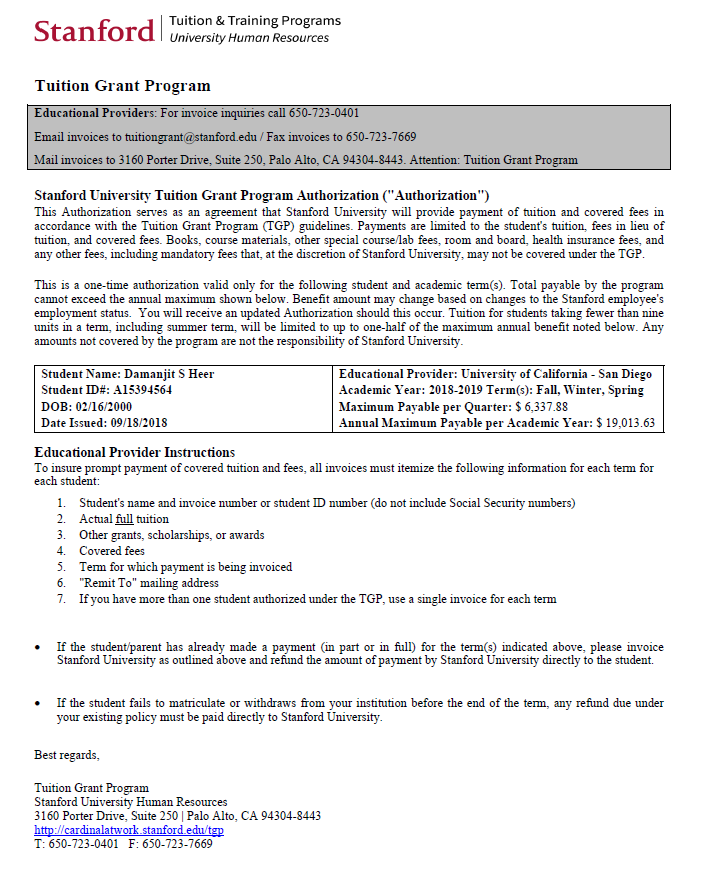 Stanford
Tuition & Training Programs
University Human Resources
Tuition Grant Program
Educational Providers: For invoice inquiries call 650-723-0401
Email invoices to tuitiongrant@stanford.edu / Fax invoices to 650-723-7669
Mail invoices to 3160 Porter Drive, Suite 250, Palo Alto, CA 94304-8443. Attention: Tuition Grant Program
Stanford University Tuition Grant Program Authorization ("Authorization")
This Authorization serves as an agreement that Stanford University will provide payment of tuition and covered fees in
accordance with the Tuition Grant Program (TGP) guidelines. Payments are limited to the student's tuition, fees in lieu of
tuition, and covered fees. Books, course materials, other special course/lab fees, room and board, health insurance fees, and
any other fees, including mandatory fees that, at the discretion of Stanford University, may not be covered under the TGP.
This is a one-time authorization valid only for the following student and academic term(s). Total payable by the program
cannot exceed the annual maximum shown below. Benefit amount may change based on changes to the Stanford employee's
employment status. You will receive an updated Authorization should this occur. Tuition for students taking fewer than nine
units in a term, including summer term, will be limited to up to one-half of the maximum annual benefit noted below. Any
amounts not covered by the program are not the responsibility of Stanford University.
Student Name: Damanjit S Heer
Student ID#: A15394564
DOB: 02/16/2000
Date Issued: 09/18/2018
Educational Provider: University of California - San Diego
Academic Year: 2018-2019 Term(s): Fall, Winter, Spring
Maximum Payable per Quarter: $ 6,337.88
Annual Maximum Payable per Academic Year: $ 19,013.63
Educational Provider Instructions
To insure prompt payment of covered tuition and fees, all invoices must itemize the following information for each term for
each student:
1. Student's name and invoice number or student ID number (do not include Social Security numbers)
2. Actual full tuition
3. Other grants, scholarships, or awards
4. Covered fees
5. Term for which payment is being invoiced
6. "Remit To" mailing address
7. If you have more than one student authorized under the TGP, use a single invoice for each term
• If the student/parent has already made a payment (in part or in full) for the term(s) indicated above, please invoice
Stanford University as outlined above and refund the amount of payment by Stanford University directly to the student.
• If the student fails to matriculate or withdraws from your institution before the end of the term, any refund due under
your existing policy must be paid directly to Stanford University.
Best regards,
Tuition Grant Program
Stanford University Human Resources
3160 Porter Drive, Suite 250 | Palo Alto, CA 94304-8443
http://cardinalatwork.stanford.edu/tgp
T: 650-723-0401 F: 650-723-7669